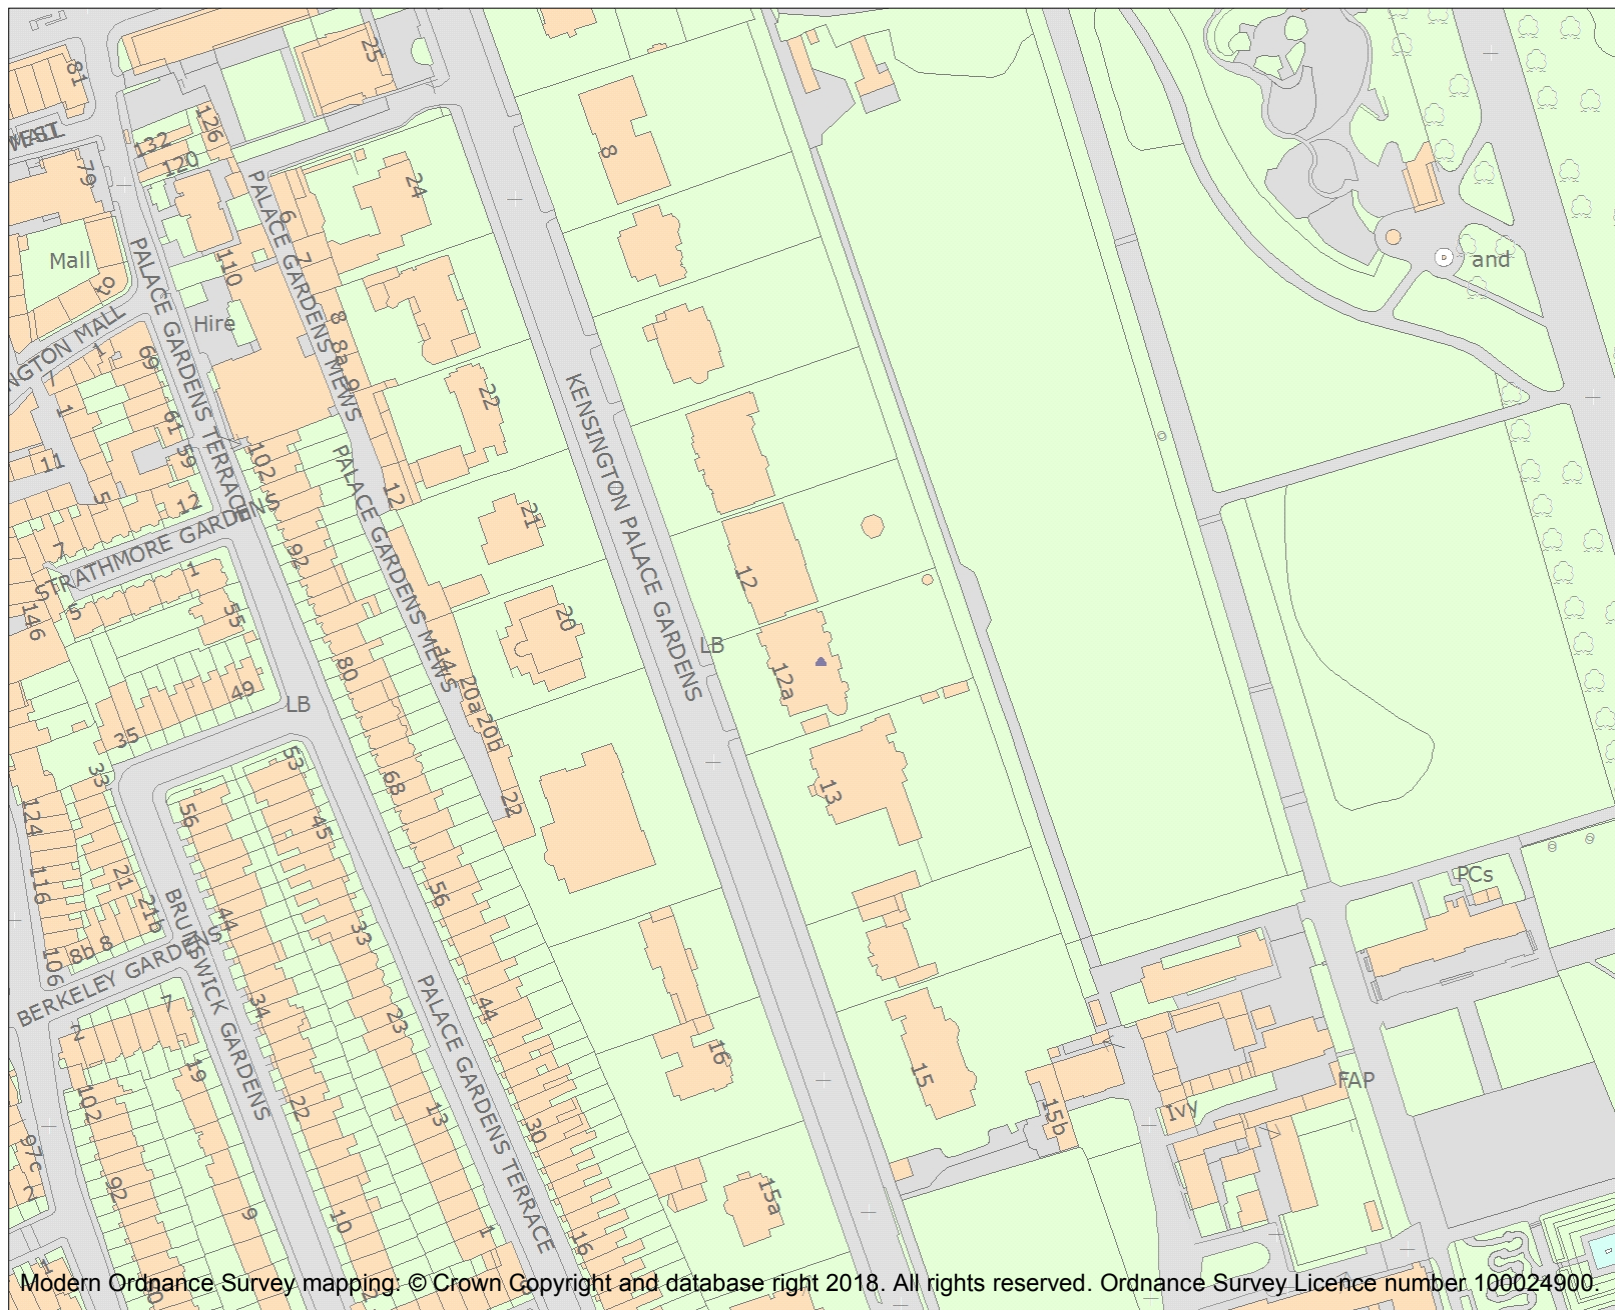 81
25
126
132
WEST
MALL
79
120
8
24
PALACE GARDENS MEWS
6
7
Mall
9
110
PALACE GARDENS TERRACE
and
Hire
8
8a
9
NGTON MALL
1
69
7
1
61
59
22
KENSINGTON PALACE GARDENS
11
102
5
12
12
PALACE GARDENS MEWS
21
STRATHMORE GARDENS
7
92
1
12
5
146
55
20
LB
14
80
12a
49
20a
LB
20b
35
53
33
68
13
22
56
124
45
PCs
21
116
56
21b
44
33
BRUNSWICK GARDENS
8b
8
106
BERKELEY GARDENS
7
34
44
2
23
PALACE GARDENS TERRACE
16
15
FAP
19
102
22
13
Ivy
15b
30
97c
92
2
15a
9
10
1
16
Modern Ordnance Survey mapping: © Crown Copyright and database right 2018. All rights reserved. Ordnance Survey Licence number 100024900.